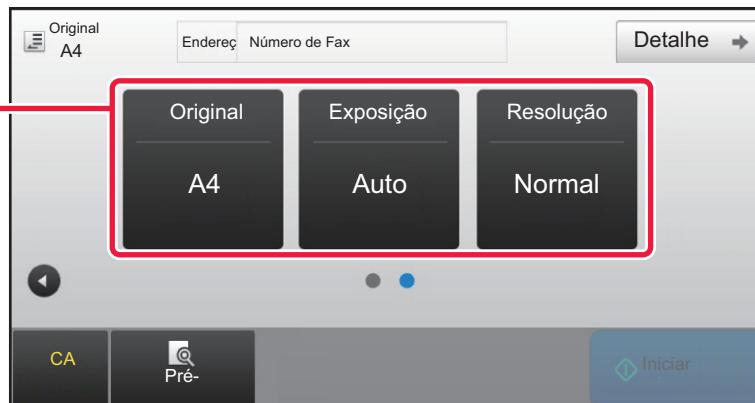 Original
A4
Endereç Número de Fax
Detalhe
Original Exposição Resolução
A4 Auto Normal
CA
Pré-
Iniciar